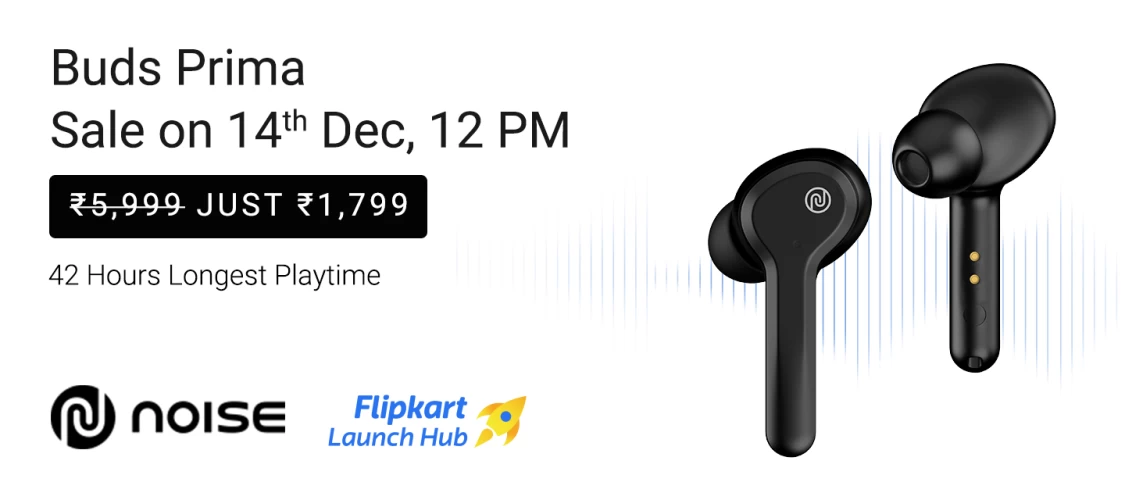 Buds Prima
Sale on 14th Dec, 12 PM
₹5,999 JUST ₹1,799
42 Hours Longest Playtime
NOISE
Flipkart
Launch Hub